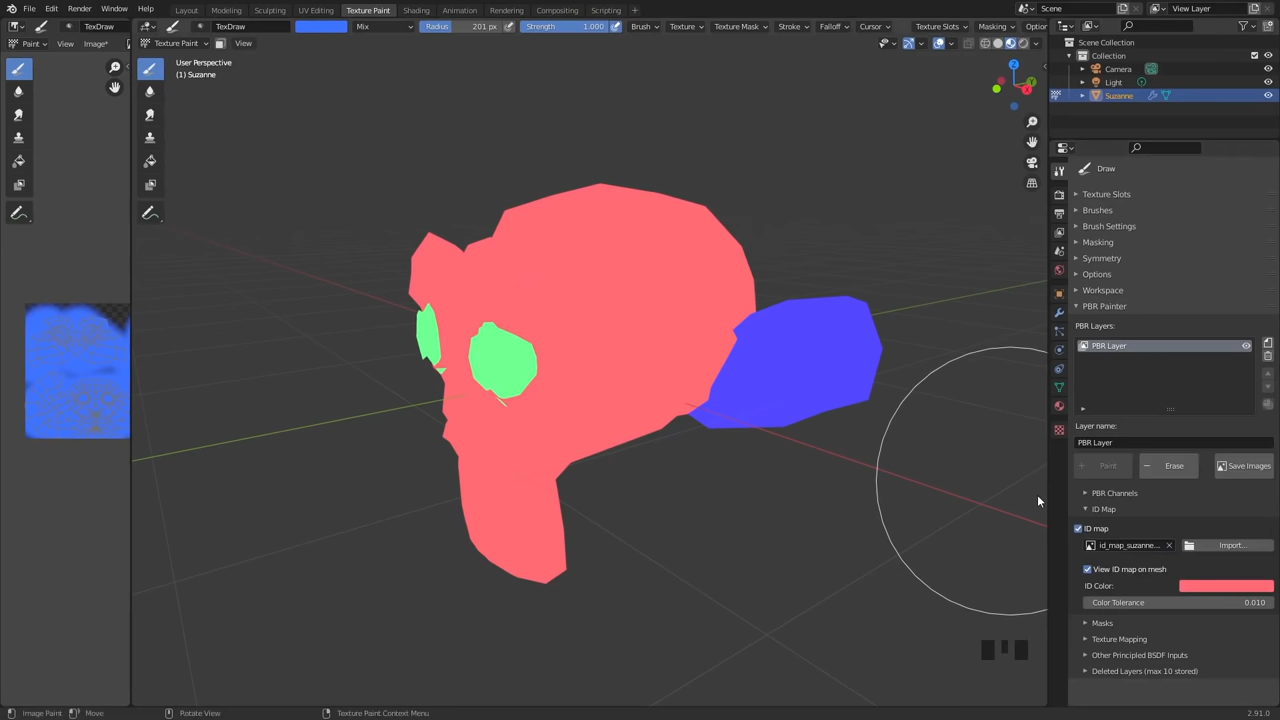 File Edit Render Window Help Layout Modeling Sculpting UV Editing Texture Paint Shading Animation Rendering Compositing Scripting + Scene View Layer
TexDraw TexDraw Mix Radius 201 px Strength 1.000 Brush Texture Texture Mask Stroke Falloff Cursor Texture Slots Masking Option
Paint View Image* Texture Paint View
Scene Collection
Collection
Camera
Light
Suzanne
User Perspective
(1) Suzanne
Z
Y
X
Draw
Texture Slots
Brushes
Brush Settings
Masking
Symmetry
Options
Workspace
PBR Painter
PBR Layers:
PBR Layer
Layer name:
PBR Layer
Paint Erase Save Images
PBR Channels
ID Map
ID map
id_map_suzanne... Import...
View ID map on mesh
ID Color:
Color Tolerance 0.010
Masks
Texture Mapping
Other Principled BSDF Inputs
Deleted Layers (max 10 stored)
Image Paint Move Rotate View Texture Paint Context Menu 2.91.0